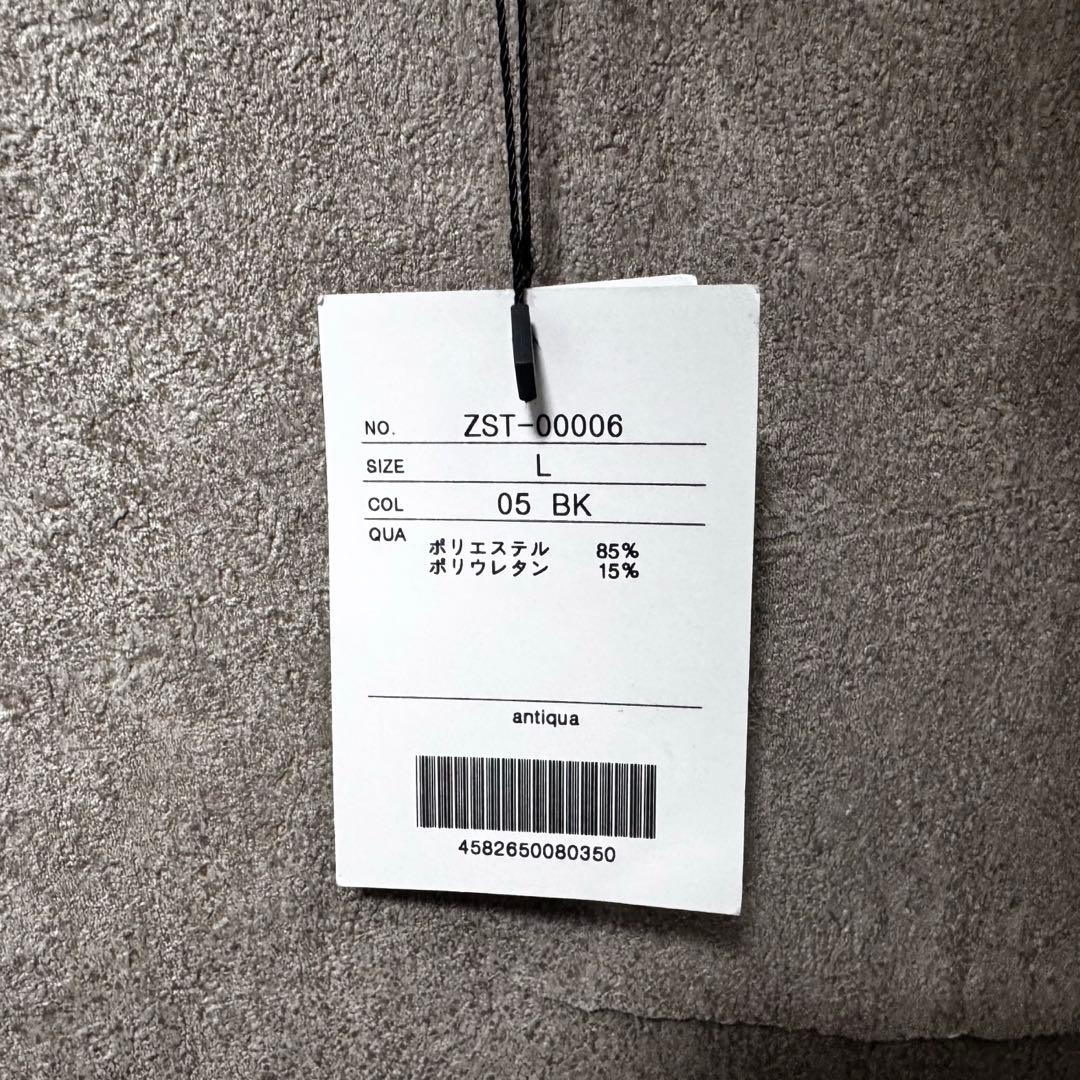 NO. ZST-00006
SIZE L
COL 05 BK
QUA
ポリエステル 85%
ポリウレタン 15%
antiqua
4582650080350